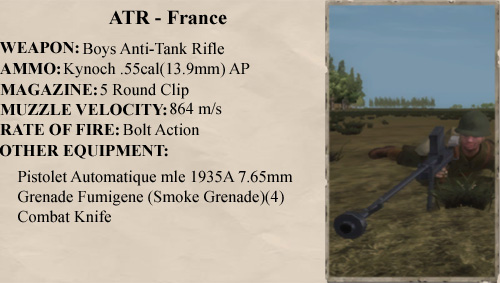 ATR - France
WEAPON: Boys Anti-Tank Rifle
AMMO: Kynoch .55cal(13.9mm) AP
MAGAZINE: 5 Round Clip
MUZZLE VELOCITY: 864 m/s
RATE OF FIRE: Bolt Action
OTHER EQUIPMENT:
Pistolet Automatique mle 1935A 7.65mm
Grenade Fumigene (Smoke Grenade)(4)
Combat Knife